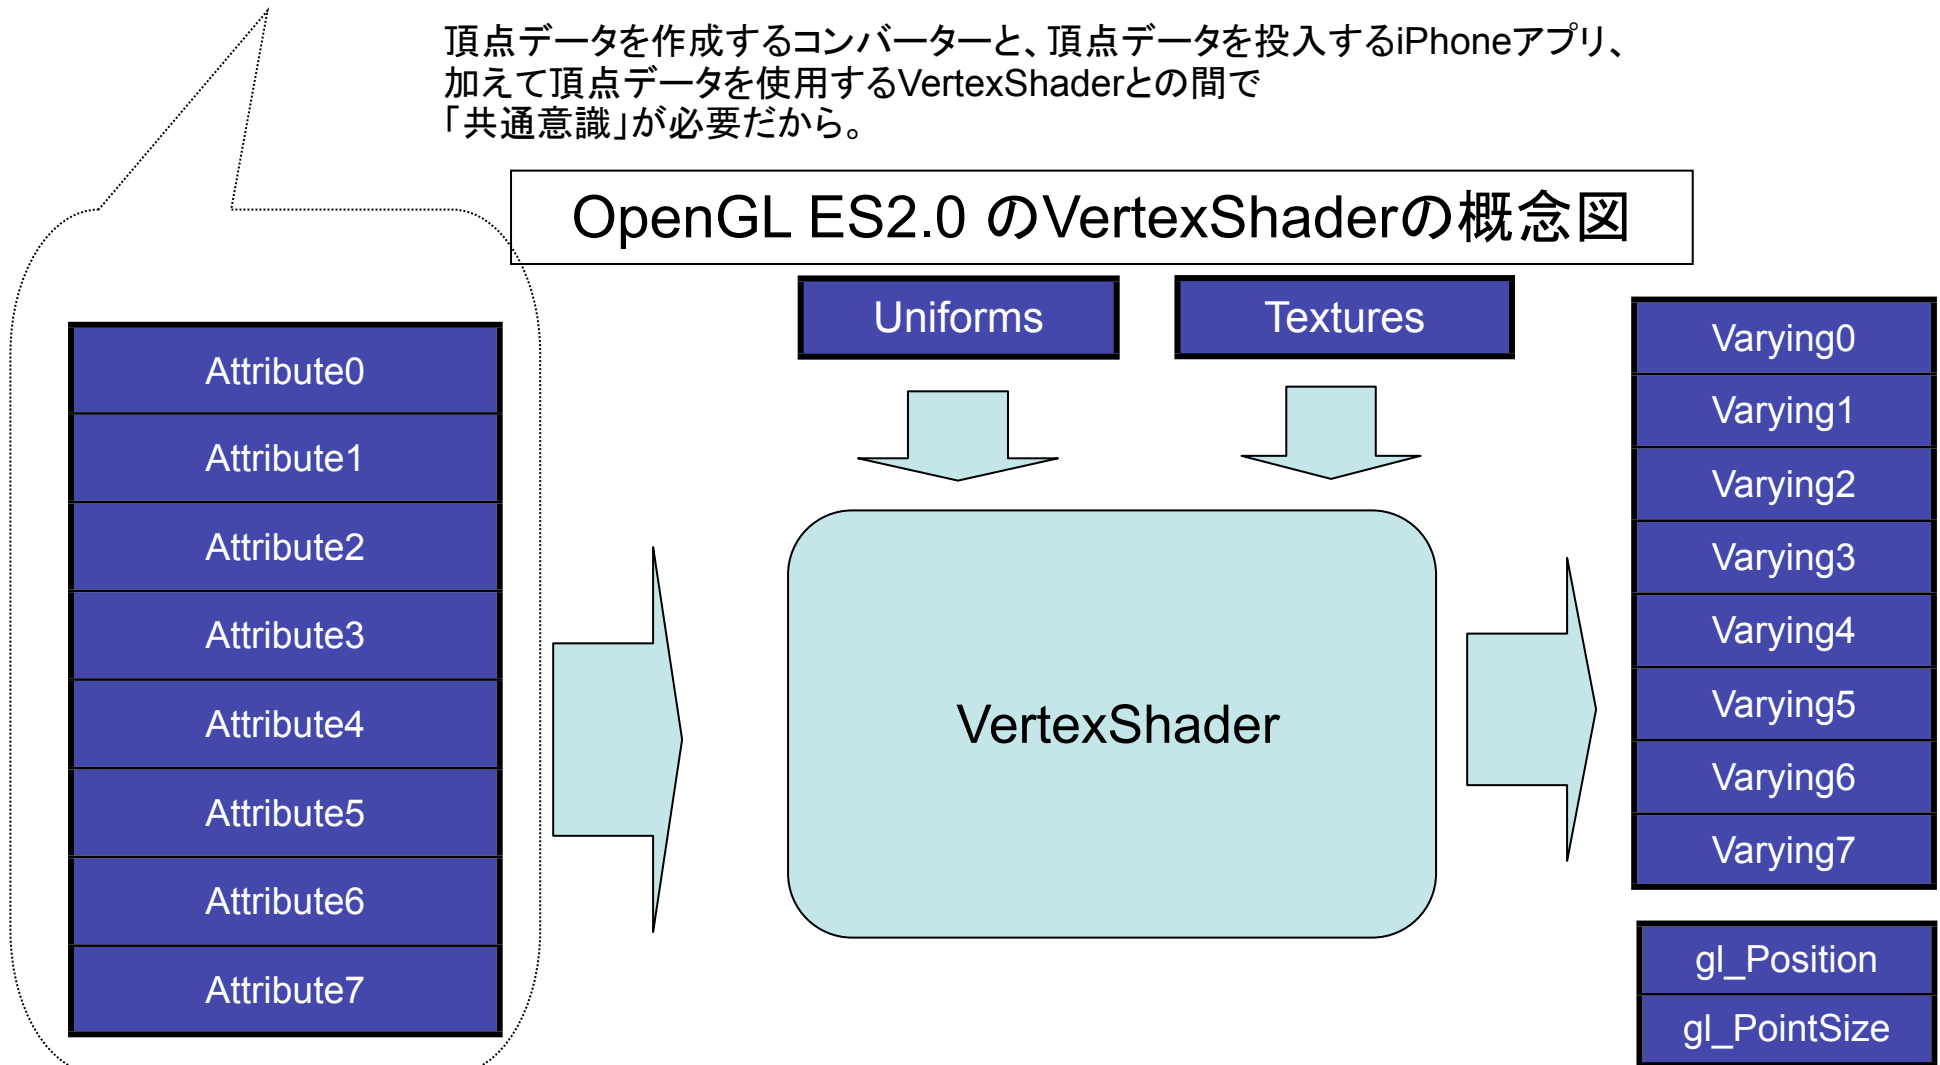 頂点データを作成するコンバーターと、頂点データを投入するiPhoneアプリ、
加えて頂点データを使用するVertexShaderとの間で
「共通意識」が必要だから。
OpenGL ES2.0 のVertexShaderの概念図
Attribute0
Attribute1
Attribute2
Attribute3
Attribute4
Attribute5
Attribute6
Attribute7
Uniforms
Textures
VertexShader
Varying0
Varying1
Varying2
Varying3
Varying4
Varying5
Varying6
Varying7
gl_Position
gl_PointSize